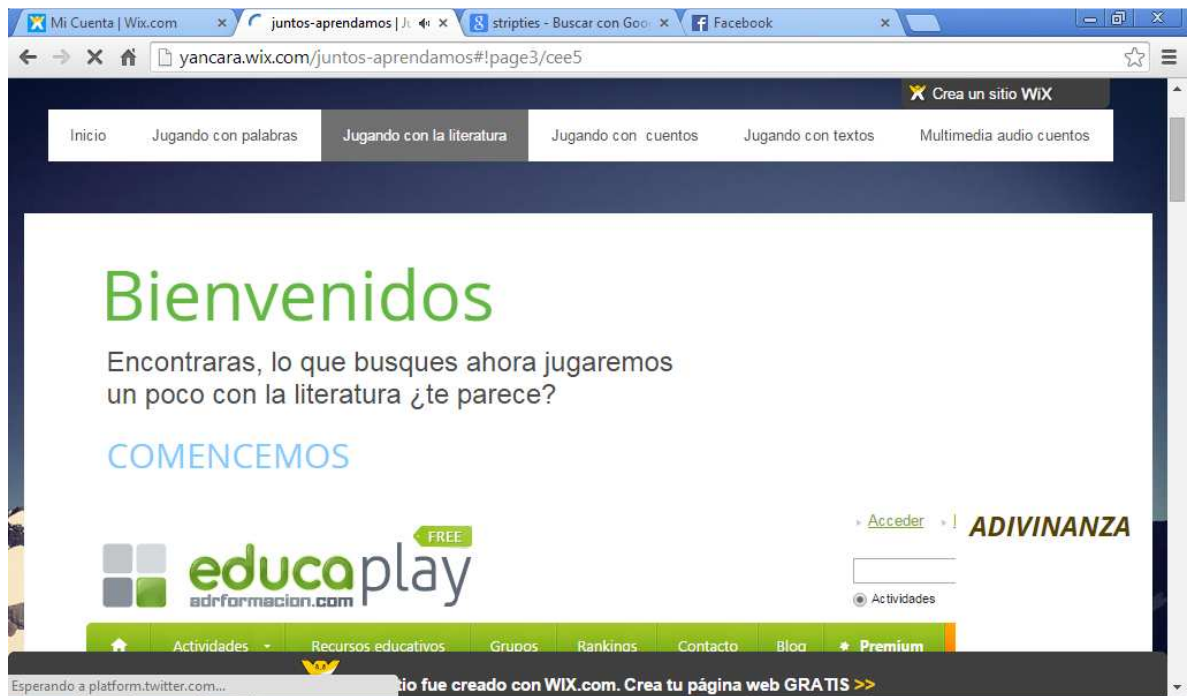 Mi Cuenta | Wix.com
juntos-aprendamos |
stripties - Buscar con Goo
Facebook
yancara.wix.com/juntos-aprendamos#!page3/cee5
Crea un sitio WiX
Inicio Jugando con palabras Jugando con la literatura Jugando con cuentos Jugando con textos Multimedia audio cuentos
Bienvenidos
Encontraras, lo que busques ahora jugaremos
un poco con la literatura ¿te parece?
COMENCEMOS
Acceder
ADIVINANZA
FREE
educaplay
adrformacion.com
Actividades
Actividades Recursos educativos Grupos Rankings Contacto Blog Premium
Esperando a platform.twitter.com...
tio fue creado con WIX.com. Crea tu página web GRATIS >>